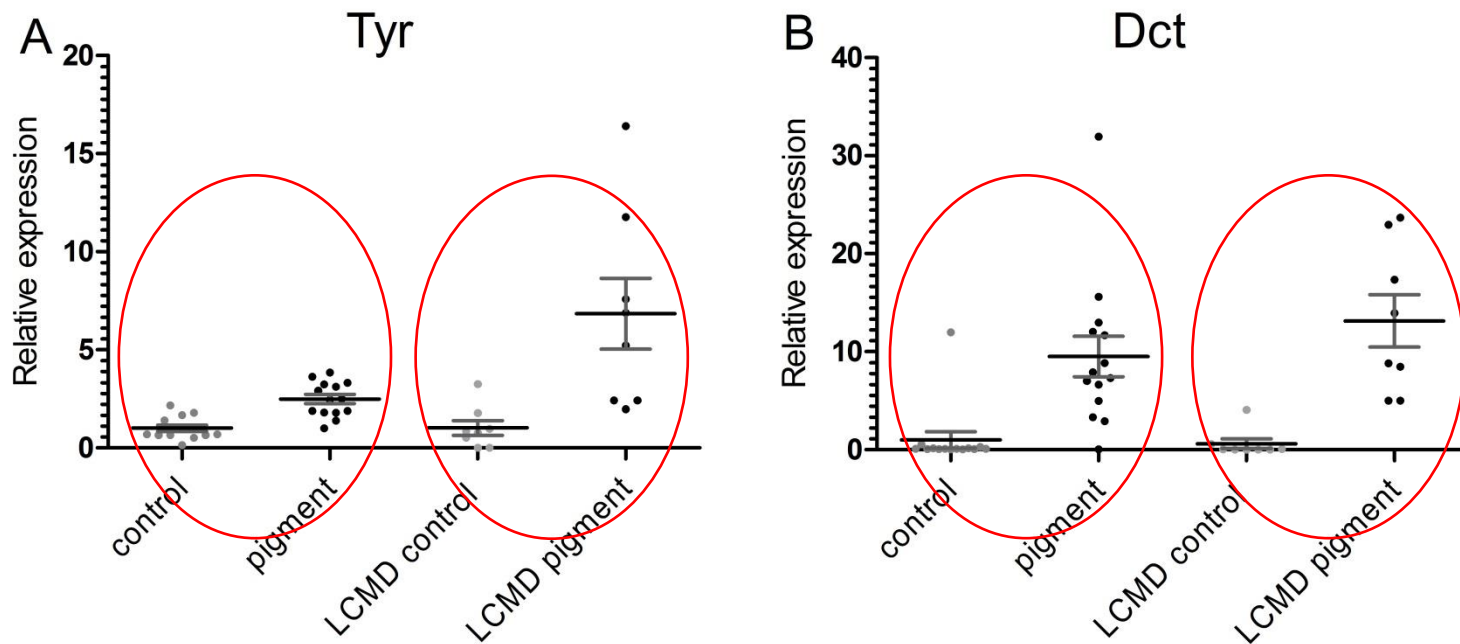 A
Tyr
Relative expression
20
15
10
5
0
control
pigment
LCMD control
LCMD pigment
B
Dct
Relative expression
40
30
20
10
0
control
pigment
LCMD control
LCMD pigment